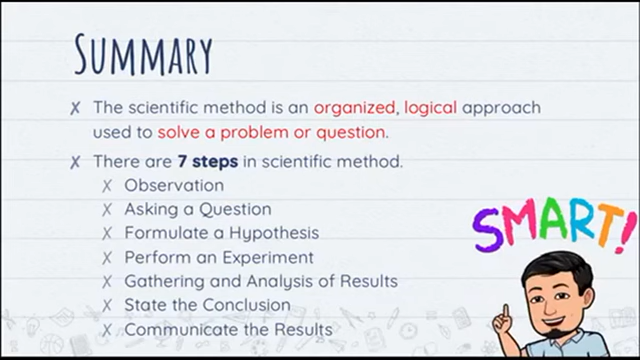 SUMMARY
✗ The scientific method is an organized, logical approach
used to solve a problem or question.
✗ There are 7 steps in scientific method.
✗ Observation
✗ Asking a Question
✗ Formulate a Hypothesis
✗ Perform an Experiment
✗ Gathering and Analysis of Results
✗ State the Conclusion
✗ Communicate the Results
SMART!